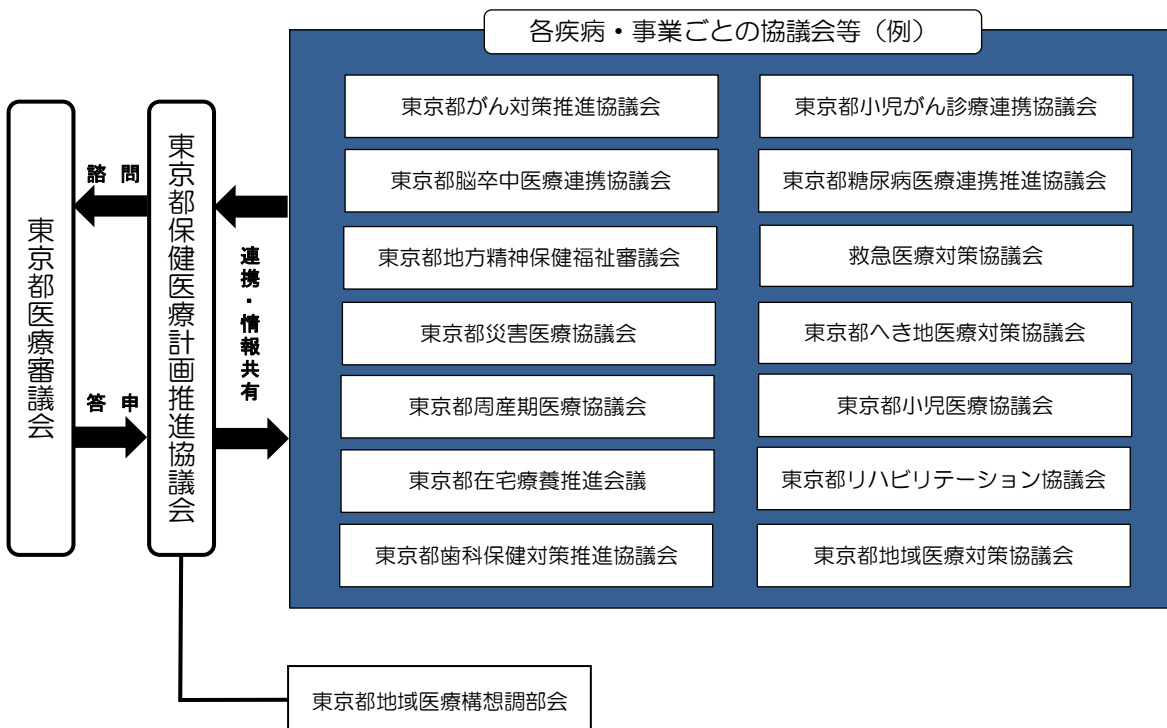 各疾病・事業ごとの協議会等（例）
東京都医療審議会
諮問
答申
東京都保健医療計画推進協議会
連携・情報共有
東京都がん対策推進協議会
東京都小児がん診療連携協議会
東京都脳卒中医療連携協議会
東京都糖尿病医療連携推進協議会
東京都地方精神保健福祉審議会
救急医療対策協議会
東京都災害医療協議会
東京都へき地医療対策協議会
東京都周産期医療協議会
東京都小児医療協議会
東京都在宅療養推進会議
東京都リハビリテーション協議会
東京都歯科保健対策推進協議会
東京都地域医療対策協議会
東京都地域医療構想調部会